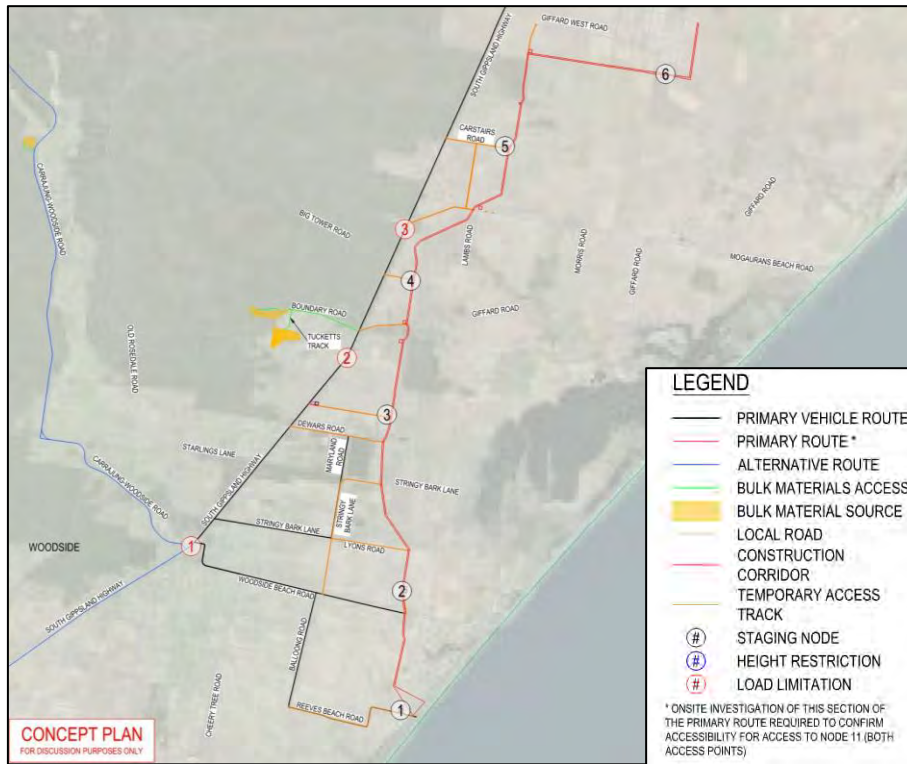 GIFFARD WEST ROAD
SOUTH GIPPSLAND HIGHWAY
6
CARSTAIRS
ROAD
5
CARRAJUNG-WOODSIDE ROAD
GIFFARD ROAD
BIG TOWER ROAD
3
LAMBS ROAD
MORRIS ROAD
GIFFARD ROAD
MOGAURANS BEACH ROAD
4
BOUNDARY ROAD
GIFFARD ROAD
TUCKETTS
TRACK
2
OLD ROSEDALE ROAD
3
DEWARS ROAD
STARLINGS LANE
MARYLAND
ROAD
SOUTH GIPPSLAND HIGHWAY
CARRAJUNG-WOODSIDE ROAD
STRINGY BARK LANE
STRINGY
BARK LANE
STRINGY BARK LANE
LYONS ROAD
WOODSIDE
1
WOODSIDE BEACH ROAD
2
SOUTH GIPPSLAND HIGHWAY
BALLOONG ROAD
CHEERY TREE ROAD
REEVES BEACH ROAD
1
CONCEPT PLAN
FOR DISCUSSION PURPOSES ONLY
LEGEND
PRIMARY VEHICLE ROUTE
PRIMARY ROUTE *
ALTERNATIVE ROUTE
BULK MATERIALS ACCESS
BULK MATERIAL SOURCE
LOCAL ROAD
CONSTRUCTION
CORRIDOR
TEMPORARY ACCESS
TRACK
# STAGING NODE
# HEIGHT RESTRICTION
# LOAD LIMITATION
* ONSITE INVESTIGATION OF THIS SECTION OF
THE PRIMARY ROUTE REQUIRED TO CONFIRM
ACCESSIBILITY FOR ACCESS TO NODE 11 (BOTH
ACCESS POINTS)